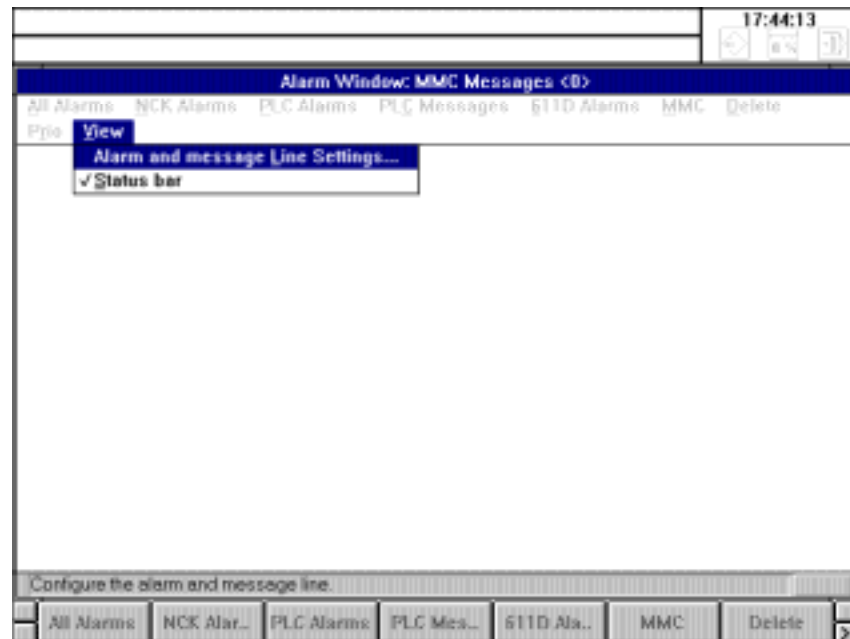 17:44:13
Alarm Window: MMC Messages <0>
All Alarms NCK Alarms PLC Alarms PLC Messages 611D Alarms MMC Delete
Prio View
Alarm and message Line Settings....
√ Status bar
Configure the alarm and message line.
All Alarms NCK Alar... PLC Alarms PLC Mes... 611D Ala.. MMC Delete